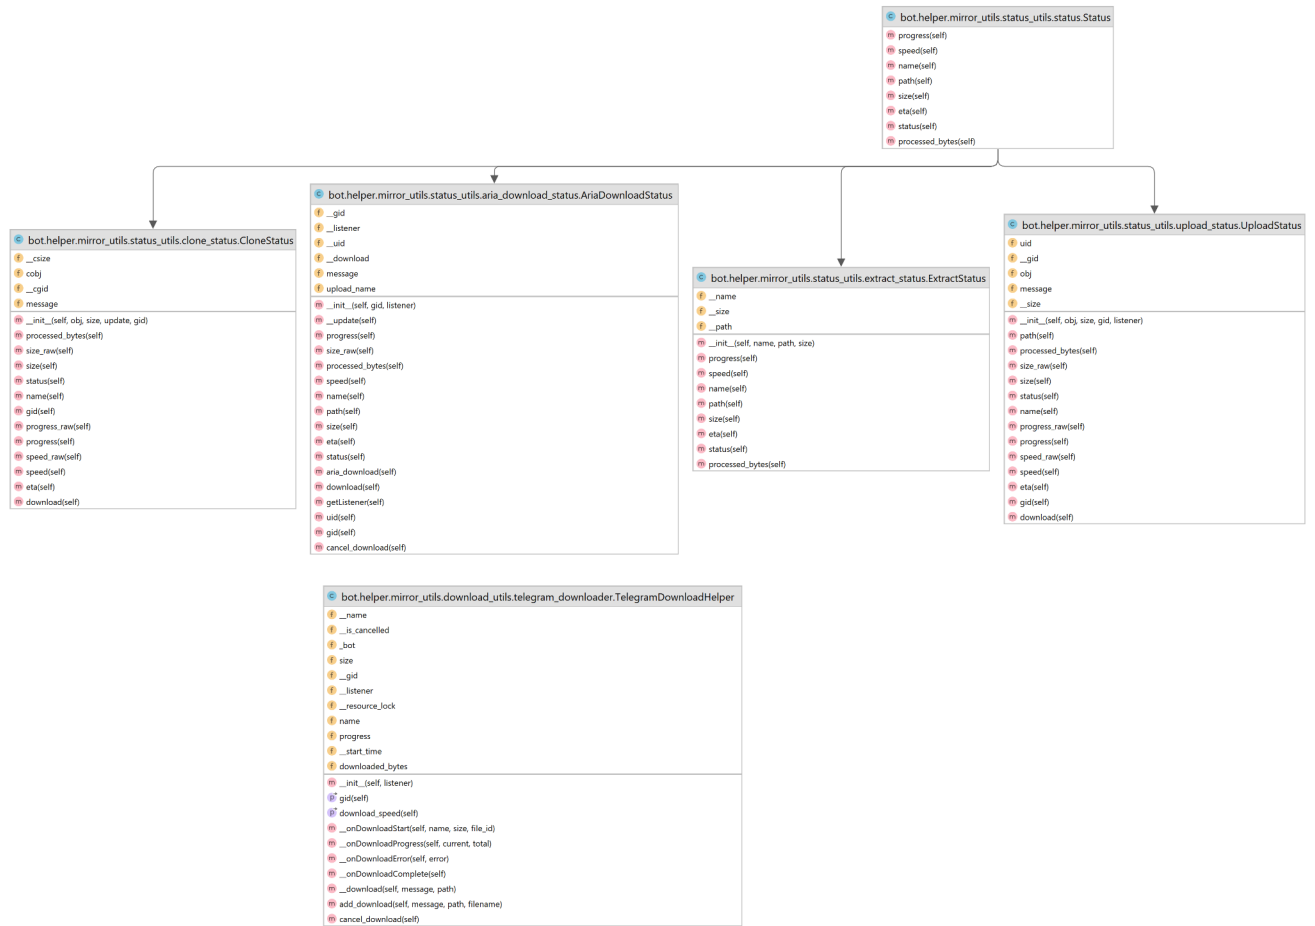 bot.helper.mirror_utils.status_utils.status.Status
progress(self)
speed(self)
name(self)
path(self)
size(self)
eta(self)
status(self)
processed_bytes(self)
bot.helper.mirror_utils.status_utils.clone_status.CloneStatus
__csize
cobj
__cgid
message
__init__(self, obj, size, update, gid)
processed_bytes(self)
size_raw(self)
size(self)
status(self)
name(self)
gid(self)
progress_raw(self)
progress(self)
speed_raw(self)
speed(self)
eta(self)
download(self)
bot.helper.mirror_utils.status_utils.aria_download_status.AriaDownloadStatus
__gid
__listener
__uid
__download
message
upload_name
__init__(self, gid, listener)
__update(self)
progress(self)
size_raw(self)
processed_bytes(self)
speed(self)
name(self)
path(self)
size(self)
eta(self)
status(self)
aria_download(self)
download(self)
getListener(self)
uid(self)
gid(self)
cancel_download(self)
bot.helper.mirror_utils.status_utils.extract_status.ExtractStatus
__name
__size
__path
__init__(self, name, path, size)
progress(self)
speed(self)
name(self)
path(self)
size(self)
eta(self)
status(self)
processed_bytes(self)
bot.helper.mirror_utils.status_utils.upload_status.UploadStatus
uid
__gid
obj
message
__size
__init__(self, obj, size, gid, listener)
path(self)
processed_bytes(self)
size_raw(self)
size(self)
status(self)
name(self)
progress_raw(self)
progress(self)
speed_raw(self)
speed(self)
eta(self)
gid(self)
download(self)
bot.helper.mirror_utils.download_utils.telegram_downloader.TelegramDownloadHelper
__name
__is_cancelled
_bot
size
__gid
__listener
__resource_lock
name
progress
__start_time
downloaded_bytes
__init__(self, listener)
gid(self)
download_speed(self)
__onDownloadStart(self, name, size, file_id)
__onDownloadProgress(self, current, total)
__onDownloadError(self, error)
__onDownloadComplete(self)
__download(self, message, path)
add_download(self, message, path, filename)
cancel_download(self)